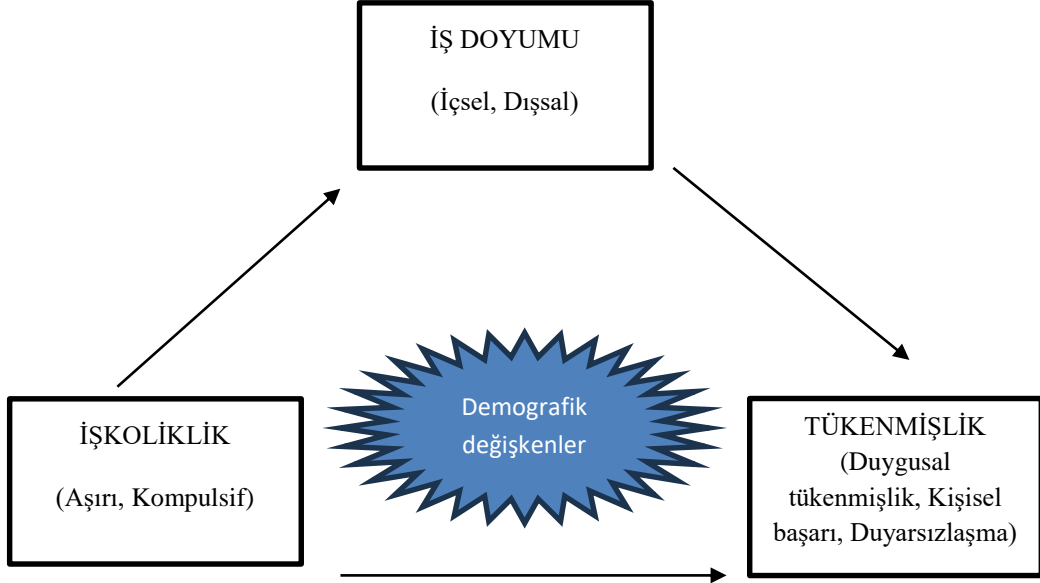 İŞ DOYUMU
(İçsel, Dışsal)
Demografik
değişkenler
İŞKOLİKLİK
(Aşırı, Kompulsif)
TÜKENMİŞLİK
(Duygusal
tükenmişlik, Kişisel
başarı, Duyarsızlaşma)